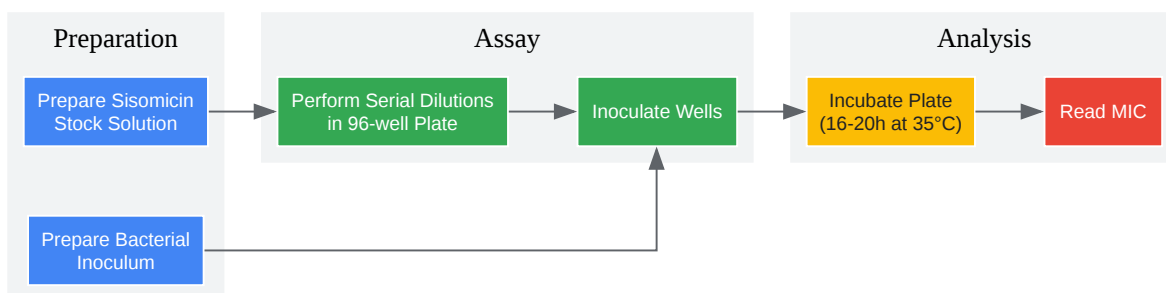 Preparation
Assay
Analysis
Prepare Sisomicin
Stock Solution
Perform Serial Dilutions
in 96-well Plate
Inoculate Wells
Incubate Plate
(16-20h at 35°C)
Read MIC
Prepare Bacterial
Inoculum